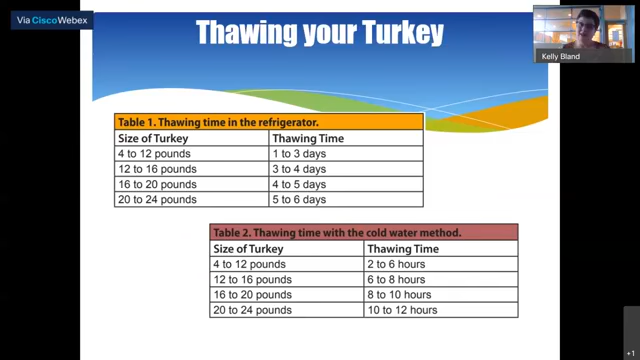 Via Cisco Webex
Thawing your Turkey
Kelly Bland
Table 1. Thawing time in the refrigerator.
Size of Turkey Thawing Time
4 to 12 pounds 1 to 3 days
12 to 16 pounds 3 to 4 days
16 to 20 pounds 4 to 5 days
20 to 24 pounds 5 to 6 days
Table 2. Thawing time with the cold water method.
Size of Turkey Thawing Time
4 to 12 pounds 2 to 6 hours
12 to 16 pounds 6 to 8 hours
16 to 20 pounds 8 to 10 hours
20 to 24 pounds 10 to 12 hours
+1